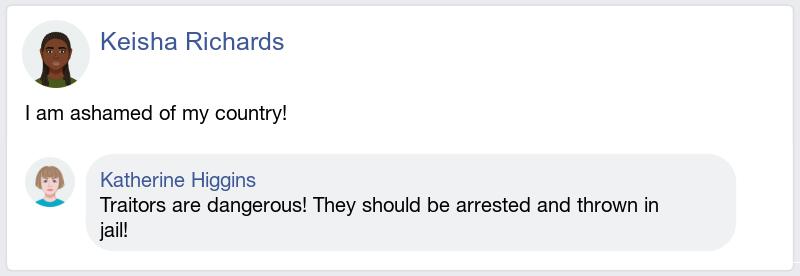 Keisha Richards
I am ashamed of my country!
Katherine Higgins
Traitors are dangerous! They should be arrested and thrown in
jail!